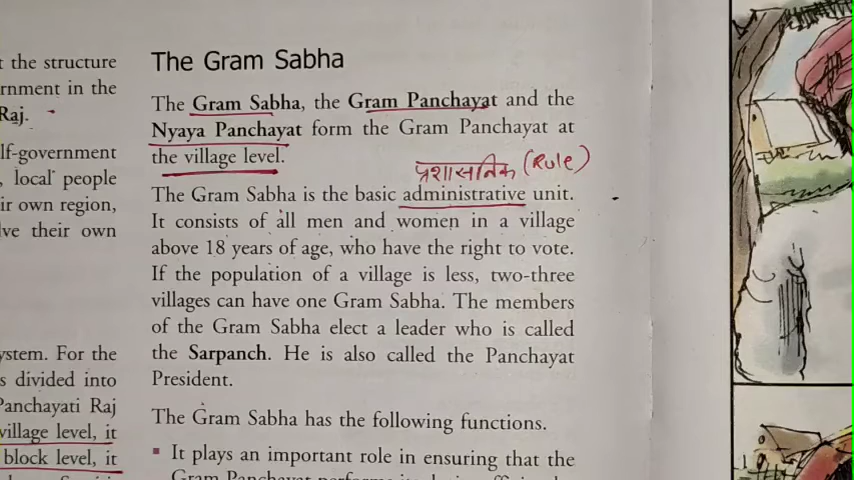 t the structure
rnment in the
Raj.
lf-government
, local people
ir own region,
lve their own
ystem. For the
s divided into
Panchayati Raj
village level, it
block level, it
The Gram Sabha
The Gram Sabha, the Gram Panchayat and the
Nyaya Panchayat form the Gram Panchayat at
the village level.
प्रशासनिक (Rule)
The Gram Sabha is the basic administrative unit.
It consists of all men and women in a village
above 18 years of age, who have the right to vote.
If the population of a village is less, two-three
villages can have one Gram Sabha. The members
of the Gram Sabha elect a leader who is called
the Sarpanch. He is also called the Panchayat
President.
The Gram Sabha has the following functions.
▪ It plays an important role in ensuring that the
Gram Panchayat performs